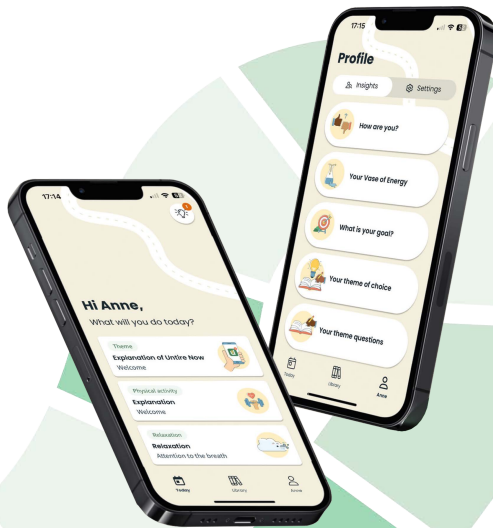 17:14
1
Hi Anne,
What will you do today?
Theme
Explanation of Untire Now
Welcome
Physical activity
Explanation
Welcome
Relaxation
Relaxation
Attention to the breath
Today
Library
Anne
17:15
Profile
Insights
Settings
How are you?
Your Vase of Energy
What is your goal?
Your theme of choice
Your theme questions
Today
Library
Anne